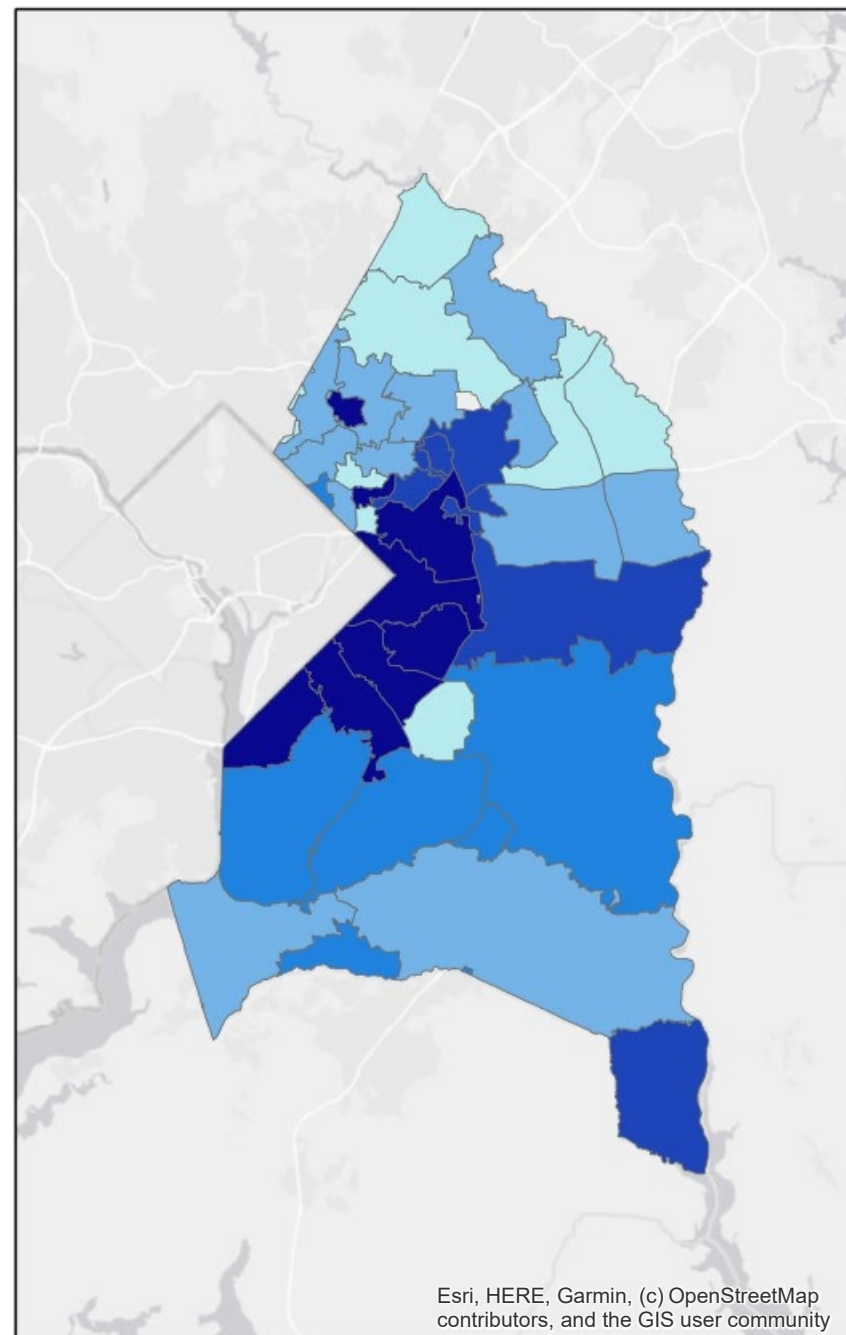 Esri, HERE, Garmin, (c) OpenStreetMap
contributors, and the GIS user community